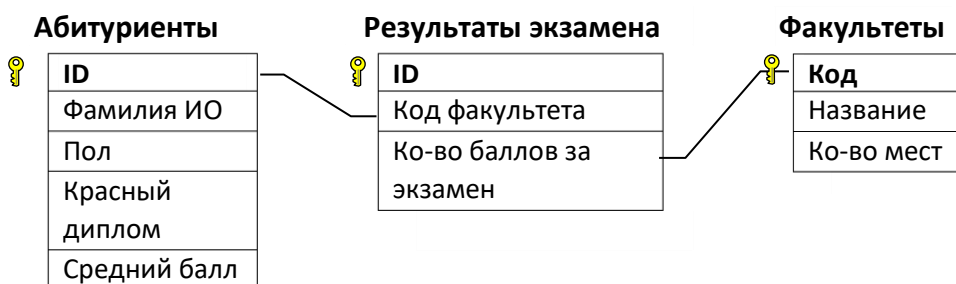 Абитуриенты
ID
Фамилия ИО
Пол
Красный
диплом
Средний балл
Результаты экзамена
ID
Код факультета
Ко-во баллов за
экзамен
Факультеты
Код
Название
Ко-во мест